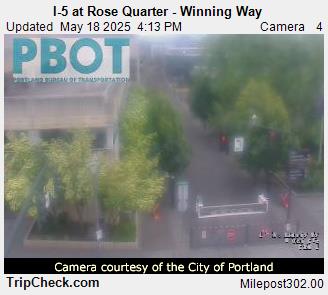 I-5 at Rose Quarter - Winning Way
Updated May 18 2025 4:13 PM Camera 4
PBOT
PORTLAND BUREAU OF TRANSPORTATION
Camera courtesy of the City of Portland
TripCheck.com Milepost302.00